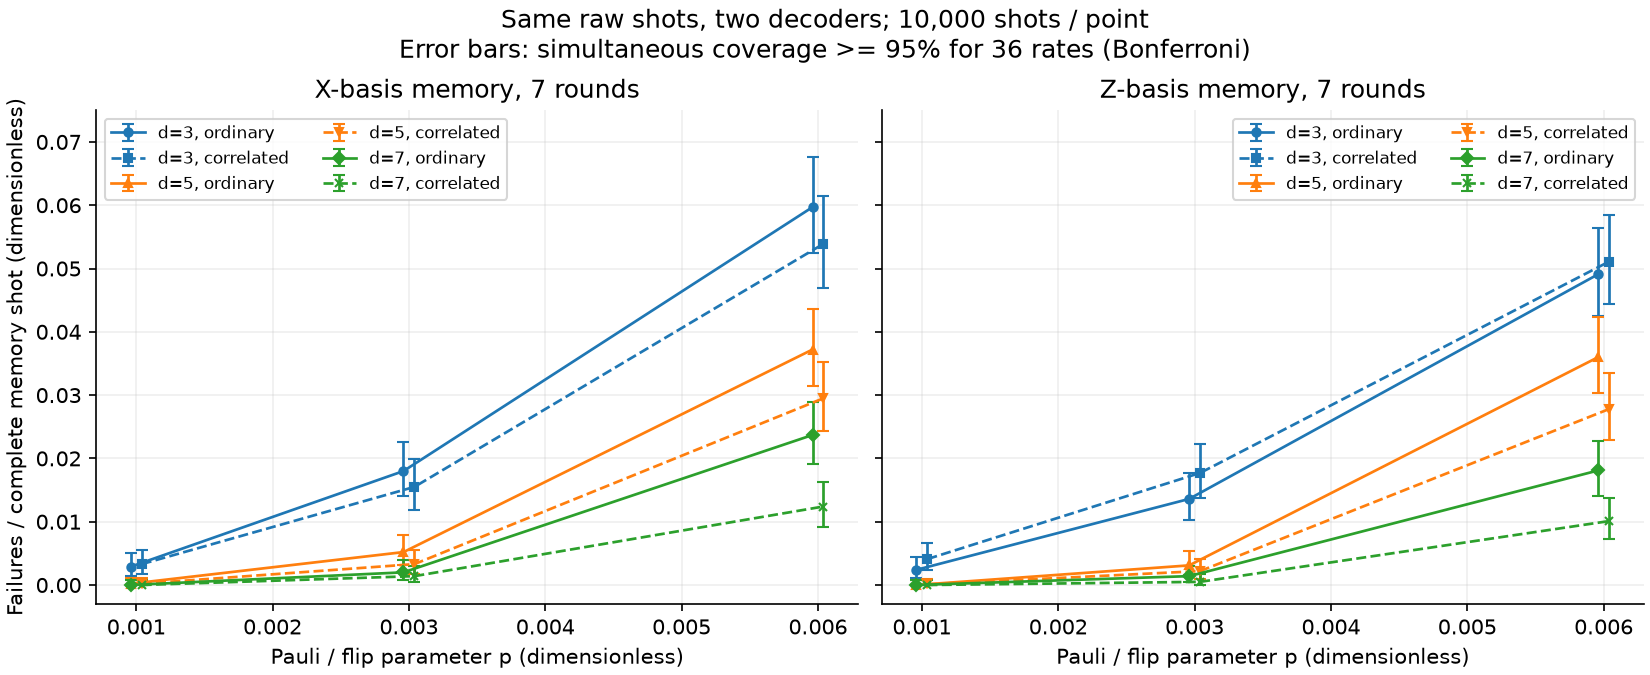 Same raw shots, two decoders; 10,000 shots / point
Error bars: simultaneous coverage >= 95% for 36 rates (Bonferroni)
X-basis memory, 7 rounds
Failures / complete memory shot (dimensionless)
0.07
0.06
0.05
0.04
0.03
0.02
0.01
0.00
d=3, ordinary
d=3, correlated
d=5, ordinary
d=5, correlated
d=7, ordinary
d=7, correlated
0.001 0.002 0.003 0.004 0.005 0.006
Pauli / flip parameter p (dimensionless)
Z-basis memory, 7 rounds
d=3, ordinary
d=3, correlated
d=5, ordinary
d=5, correlated
d=7, ordinary
d=7, correlated
0.001 0.002 0.003 0.004 0.005 0.006
Pauli / flip parameter p (dimensionless)